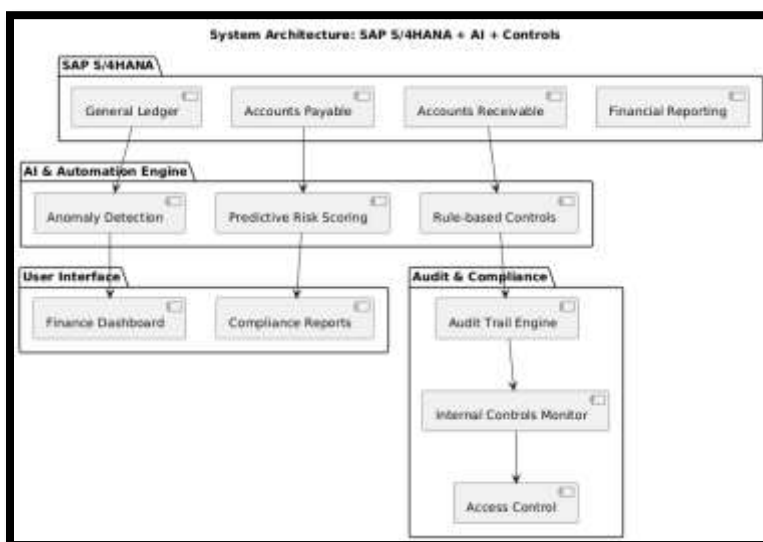 System Architecture: SAP S/4HANA + AI + Controls
SAP S/4HANA
General Ledger
Accounts Payable
Accounts Receivable
Financial Reporting
AI & Automation Engine
Anomaly Detection
Predictive Risk Scoring
Rule-based Controls
User Interface
Audit & Compliance
Finance Dashboard
Compliance Reports
Audit Trail Engine
Internal Controls Monitor
Access Control